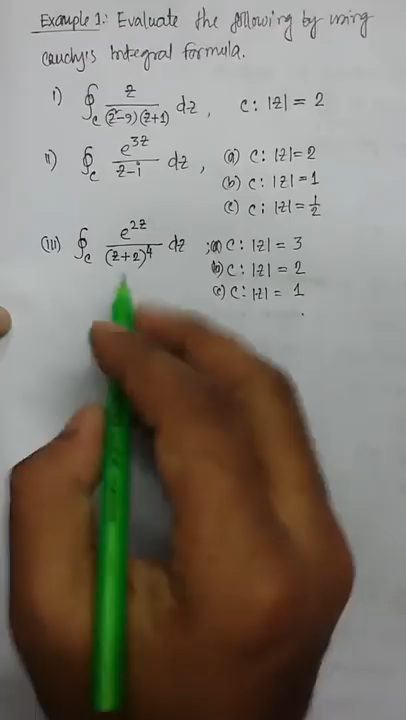 Example 1: Evaluate the following by using
Cauchy's Integral formula.
i) ∮_C z/((z-9)(z+1)) dz, C: |z| = 2
ii) ∮_C e^{3z}/(z-i) dz, (a) C: |z| = 2
(b) C: |z| = 1
(c) C: |z| = 1/2
(iii) ∮_C e^{2z}/(z+2)^4 dz ; (a) C: |z| = 3
(b) C: |z| = 2
(c) C: |z| = 1